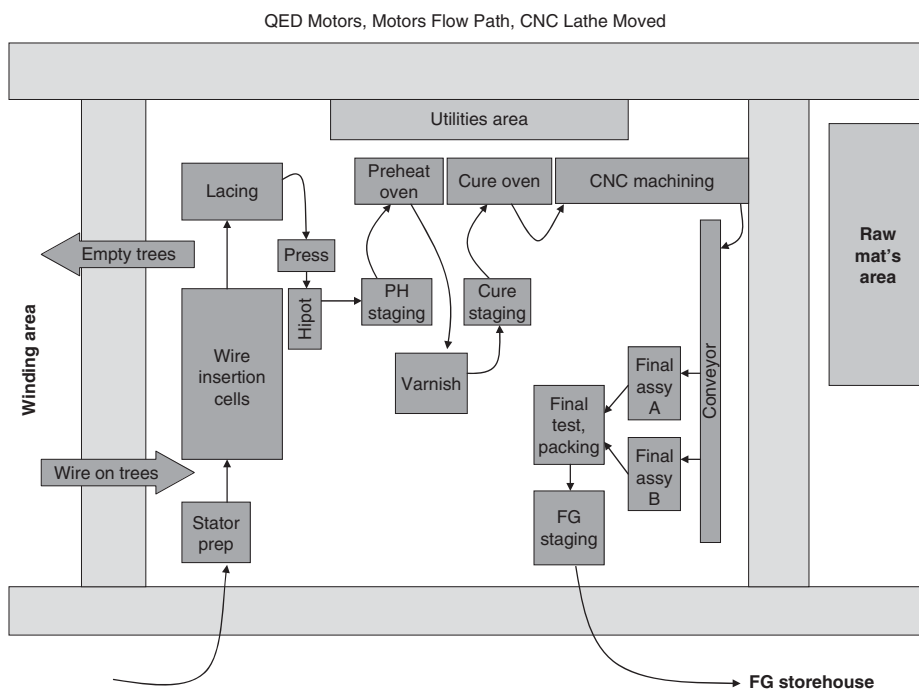 QED Motors, Motors Flow Path, CNC Lathe Moved
Utilities area
Lacing
Preheat
oven
Cure oven
CNC machining
Raw
mat's
area
Empty trees
Press
PH
staging
Cure
staging
Hipot
Winding area
Wire
insertion
cells
Varnish
Conveyor
Final
assy
A
Final
test,
packing
Final
assy
B
Wire on trees
Stator
prep
FG
staging
FG storehouse